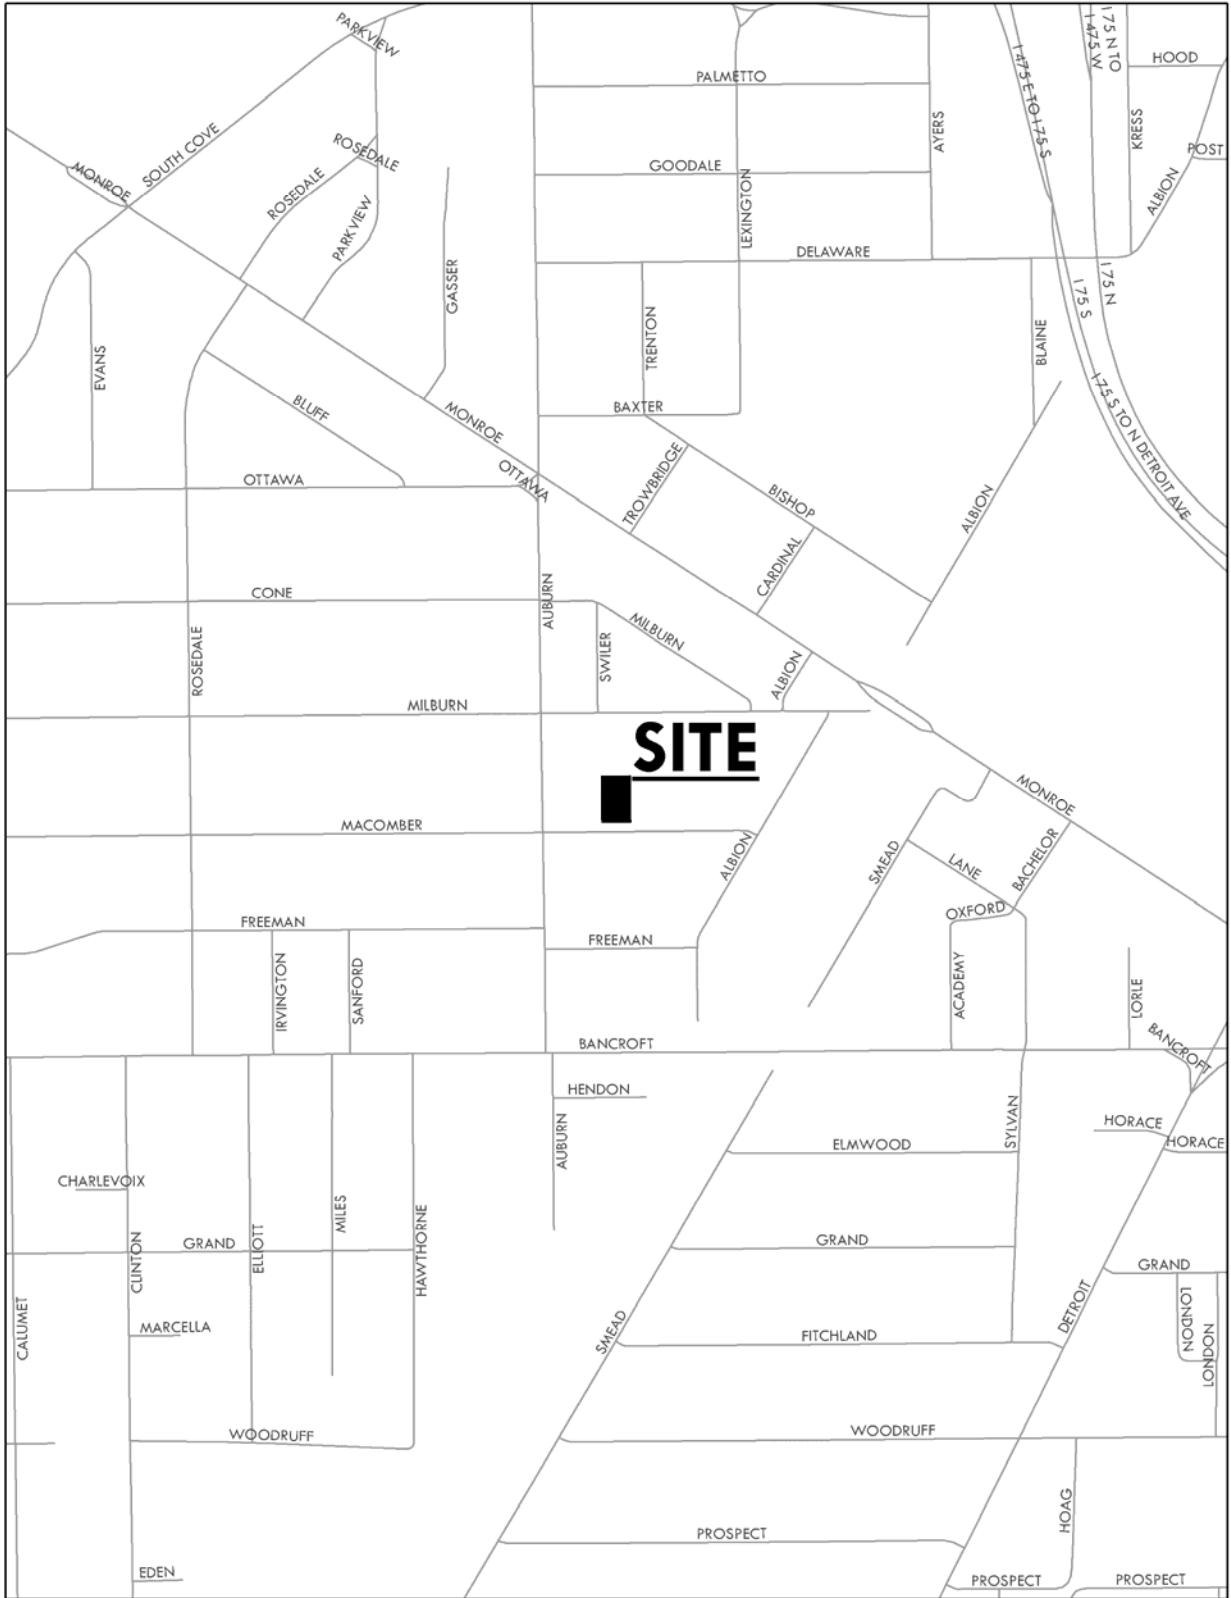 PARKVIEW
I 475 W
I 75 N TO
HOOD
PALMETTO
I 475 E TO I 75 S
AYERS
KRESS
POST
SOUTH COVE
ROSEDALE
MONROE
ROSEDALE
GOODALE
LEXINGTON
ALBION
PARKVIEW
DELAWARE
GASSER
I 75 S
I 75 N
TRENTON
BLAINE
EVANS
BLUFF
MONROE
BAXTER
I 75 S TO N DETROIT AVE
OTTAWA
OTTAWA
TROWBRIDGE
BISHOP
ALBION
CARDINAL
CONE
AUBURN
MILBURN
ROSEDALE
SWILER
ALBION
MILBURN
SITE
MONROE
MACOMBER
ALBION
SMEAD
LANE
BACHELOR
FREEMAN
FREEMAN
OXFORD
IRVINGTON
SANFORD
ACADEMY
LORLE
BANCROFT
BANCROFT
HENDON
AUBURN
SYLVAN
HORACE
ELMWOOD
HORACE
CHARLEVOIX
MILES
CLINTON
GRAND
ELLIOTT
HAWTHORNE
GRAND
GRAND
CALUMET
MARCELLA
SMEAD
FITCHLAND
DETROIT
LONDON
LONDON
WOODRUFF
WOODRUFF
HOAG
PROSPECT
EDEN
PROSPECT
PROSPECT